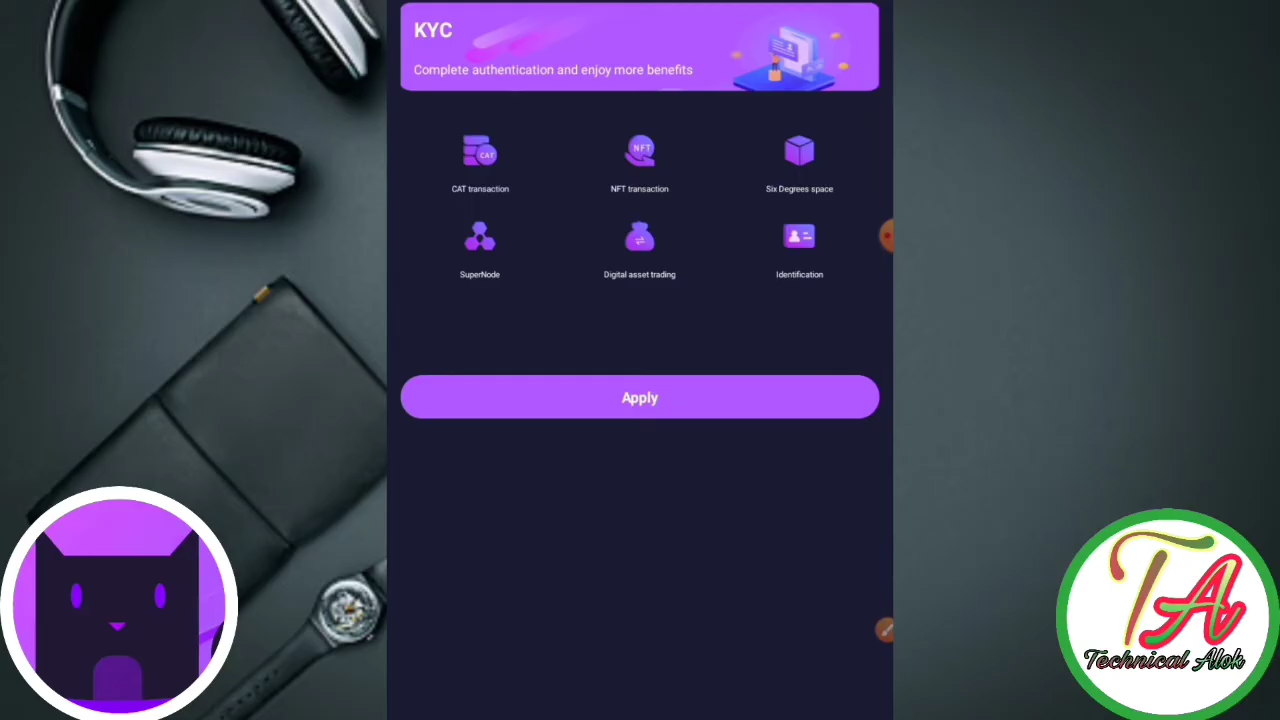 KYC
Complete authentication and enjoy more benefits
CAT
NFT
CAT transaction
NFT transaction
Six Degrees space
SuperNode
Digital asset trading
Identification
Apply
TA
Technical Alok